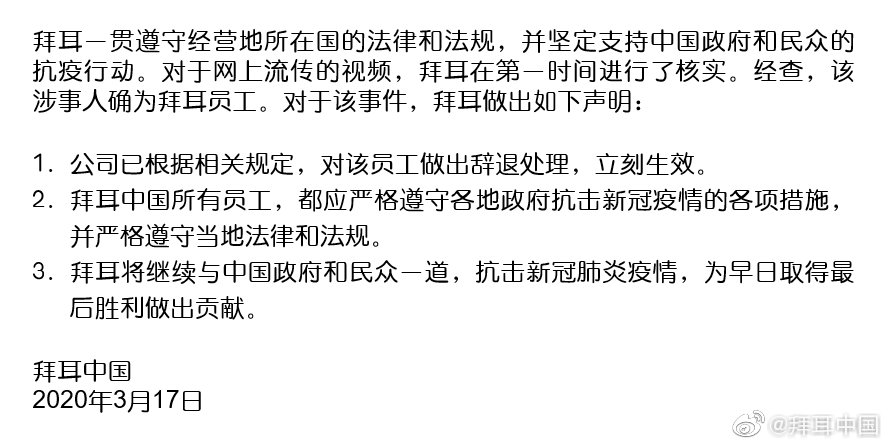 拜耳一贯遵守经营地所在国的法律和法规，并坚定支持中国政府和民众的
抗疫行动。对于网上流传的视频，拜耳在第一时间进行了核实。经查，该
涉事人确为拜耳员工。对于该事件，拜耳做出如下声明：
1. 公司已根据相关规定，对该员工做出辞退处理，立刻生效。
2. 拜耳中国所有员工，都应严格遵守各地政府抗击新冠疫情的各项措施，
并严格遵守当地法律和法规。
3. 拜耳将继续与中国政府和民众一道，抗击新冠肺炎疫情，为早日取得最
后胜利做出贡献。
拜耳中国
2020年3月17日
@拜耳中国